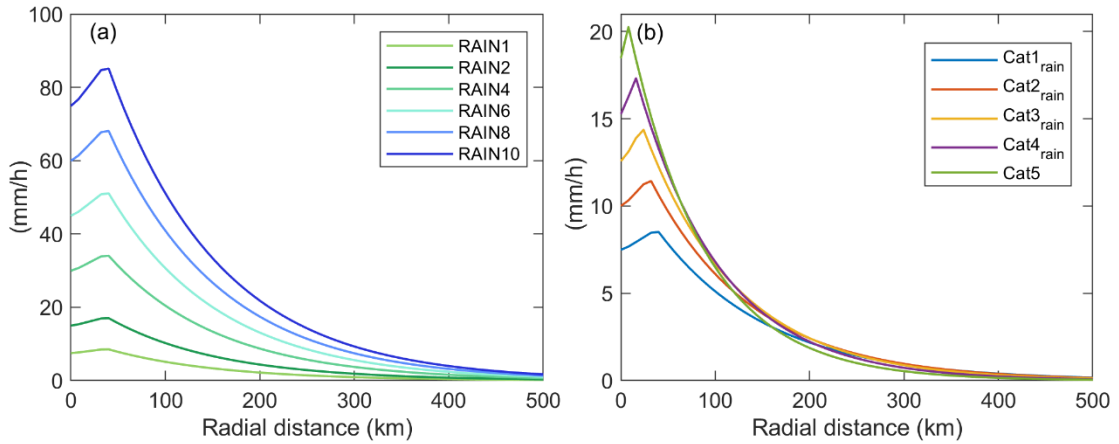 (a)
100
80
60
40
20
0
(mm/h)
RAIN1
RAIN2
RAIN4
RAIN6
RAIN8
RAIN10
0 100 200 300 400 500
Radial distance (km)
(b)
20
15
10
5
0
(mm/h)
Cat1rain
Cat2rain
Cat3rain
Cat4rain
Cat5
0 100 200 300 400 500
Radial distance (km)